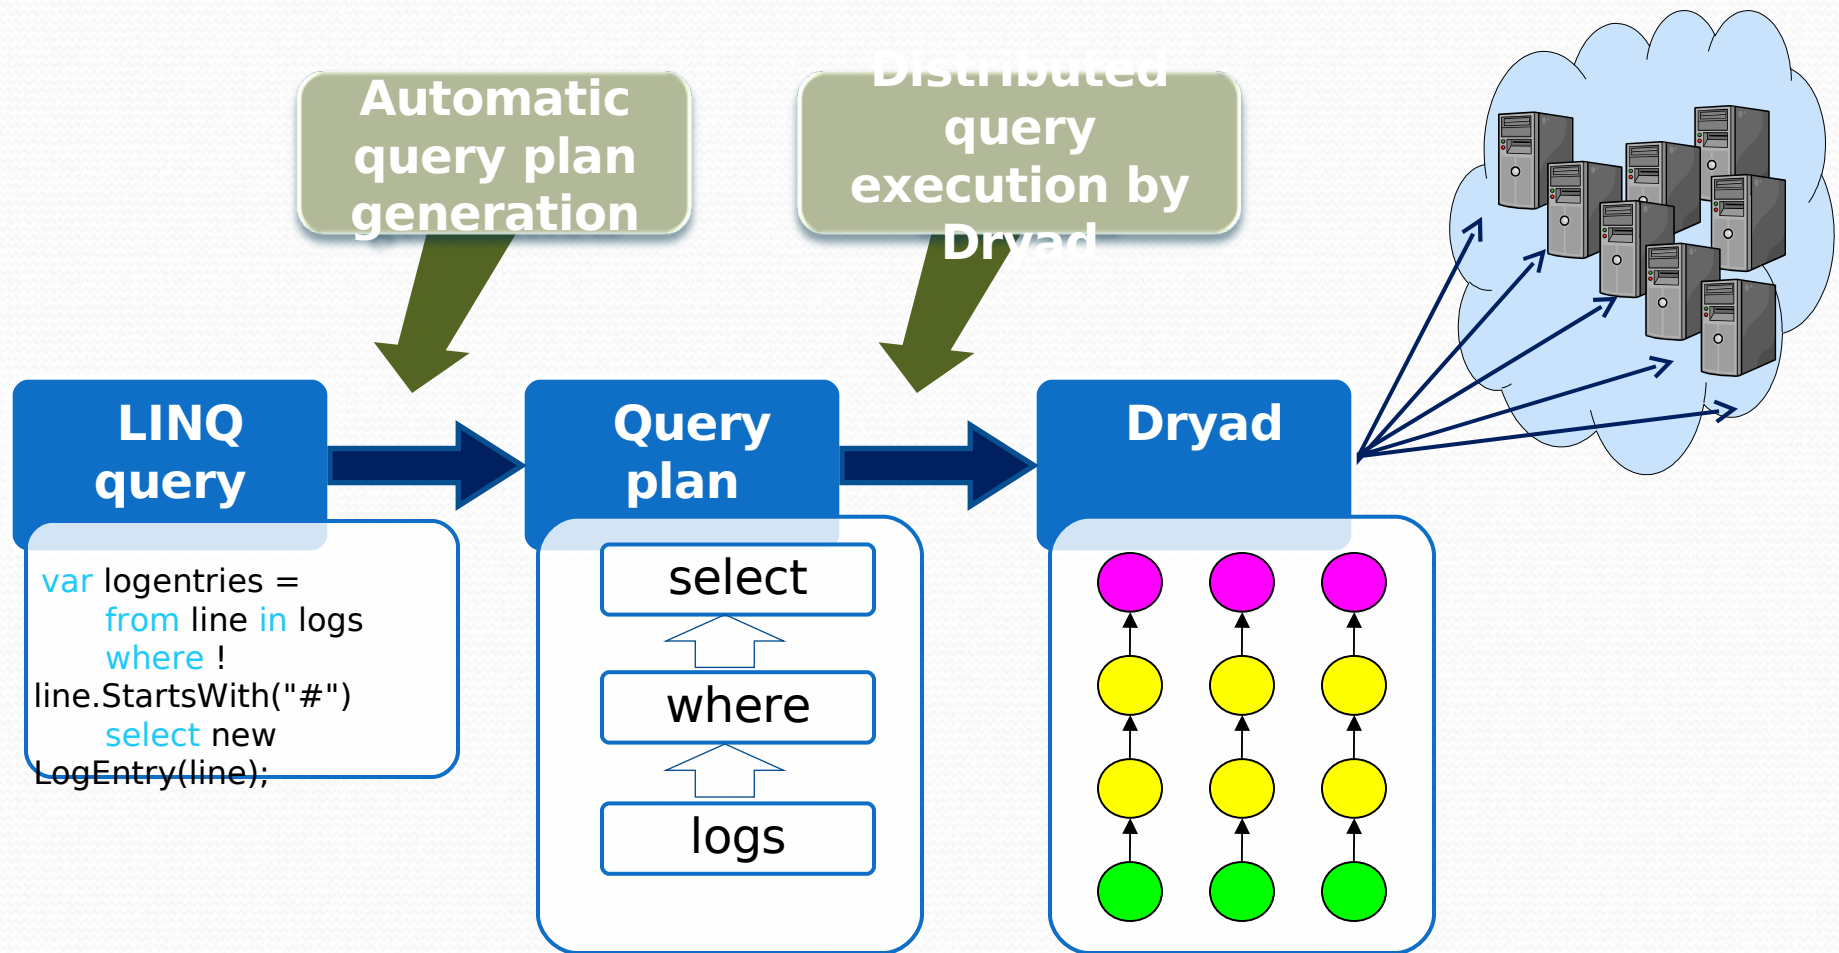 Automatic
query plan
generation
Distributed
query
execution by
Dryad
LINQ
query
Query
plan
Dryad
var logentries =
from line in logs
where !
line.StartsWith("#")
select new
LogEntry(line);
select
where
logs